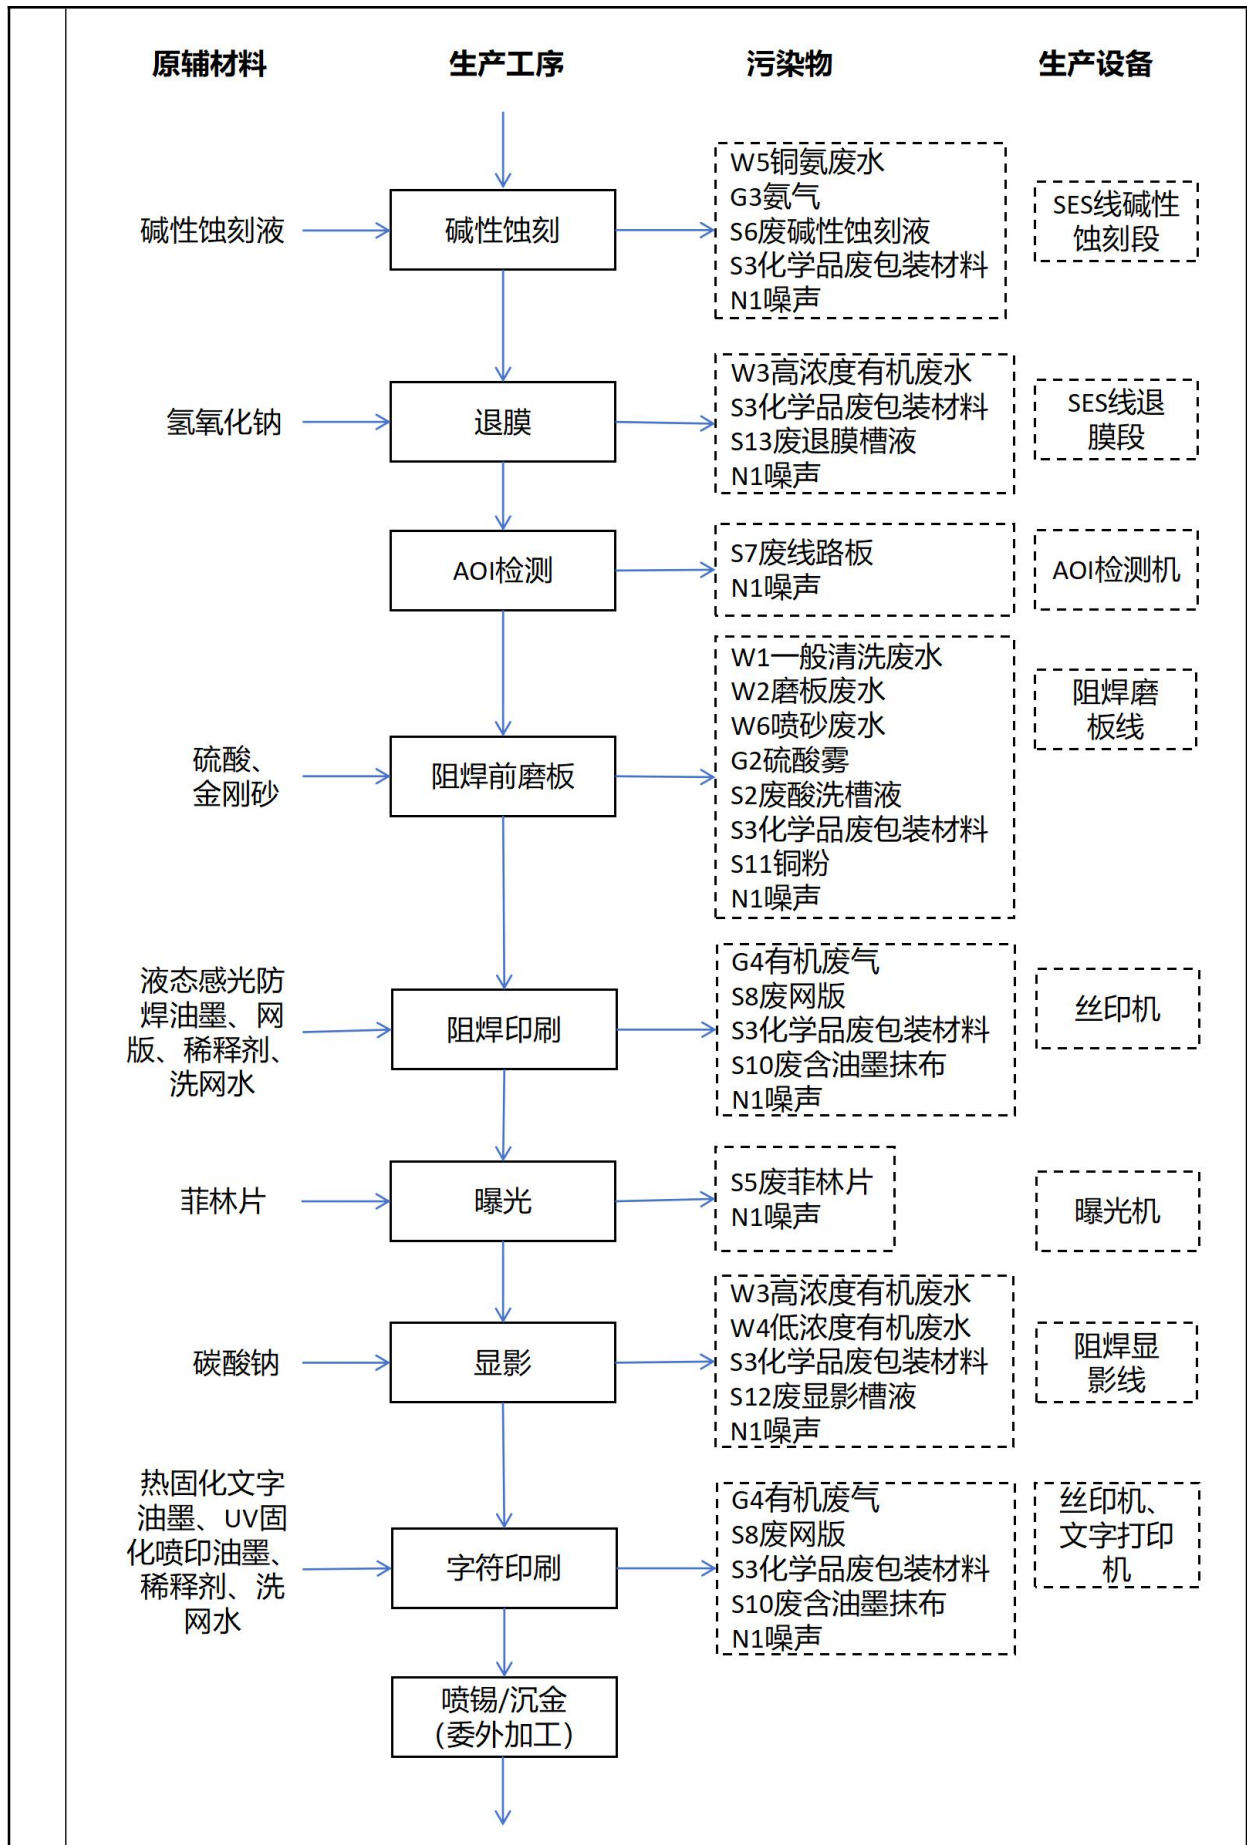 原辅材料 生产工序 污染物 生产设备
碱性蚀刻液
碱性蚀刻
W5铜氨废水
G3氨气
S6废碱性蚀刻液
S3化学品废包装材料
N1噪声
SES线碱性
蚀刻段
氢氧化钠
退膜
W3高浓度有机废水
S3化学品废包装材料
S13废退膜槽液
N1噪声
SES线退
膜段
AOI检测
S7废线路板
N1噪声
AOI检测机
硫酸、
金刚砂
阻焊前磨板
W1一般清洗废水
W2磨板废水
W6喷砂废水
G2硫酸雾
S2废酸洗槽液
S3化学品废包装材料
S11铜粉
N1噪声
阻焊磨
板线
液态感光防
焊油墨、网
版、稀释剂、
洗网水
阻焊印刷
G4有机废气
S8废网版
S3化学品废包装材料
S10废含油墨抹布
N1噪声
丝印机
菲林片
曝光
S5废菲林片
N1噪声
曝光机
碳酸钠
显影
W3高浓度有机废水
W4低浓度有机废水
S3化学品废包装材料
S12废显影槽液
N1噪声
阻焊显
影线
热固化文字
油墨、UV固
化喷印油墨、
稀释剂、洗
网水
字符印刷
G4有机废气
S8废网版
S3化学品废包装材料
S10废含油墨抹布
N1噪声
丝印机、
文字打印
机
喷锡/沉金
(委外加工)